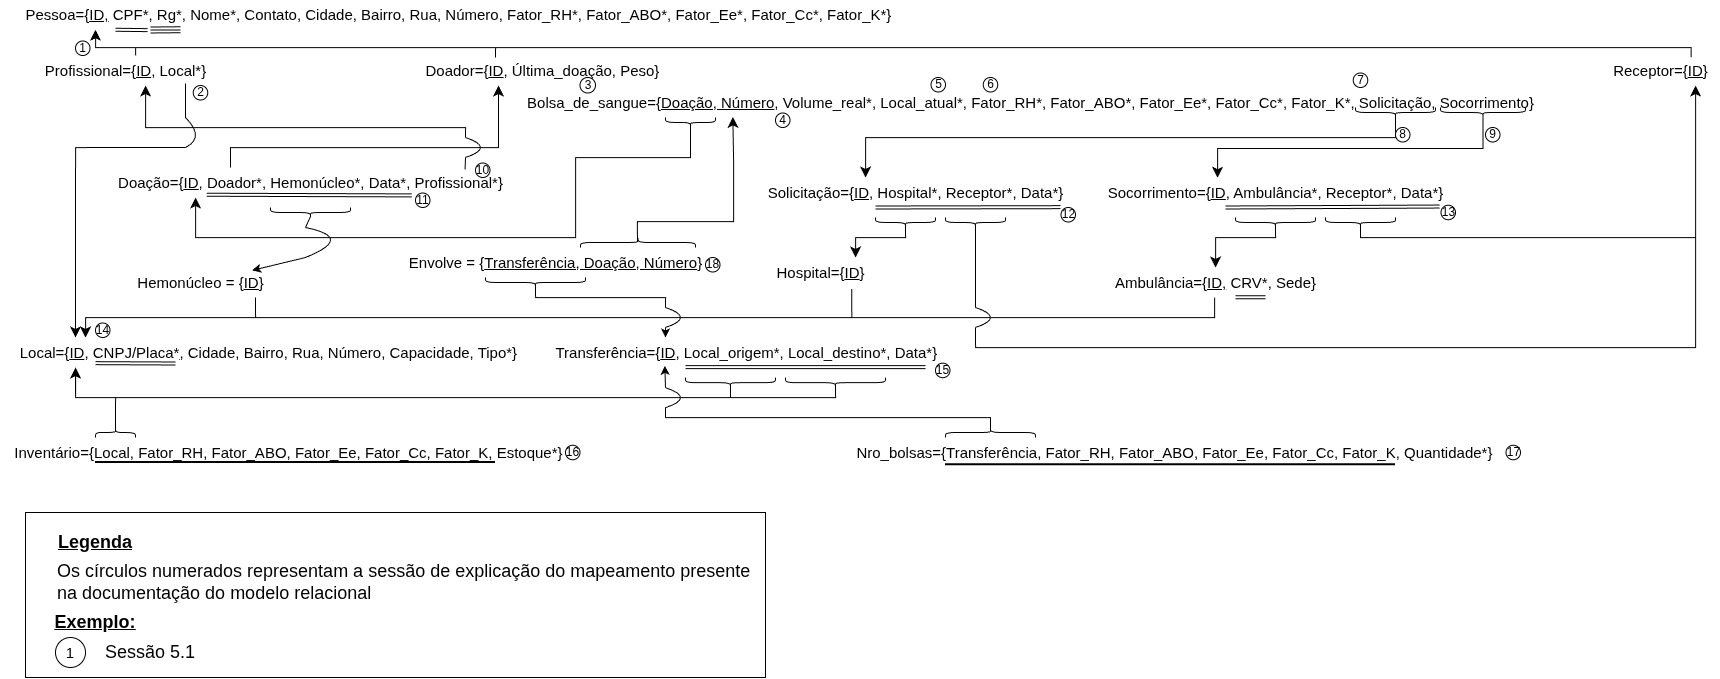 Pessoa={ID, CPF*, Rg*, Nome*, Contato, Cidade, Bairro, Rua, Número, Fator_RH*, Fator_ABO*, Fator_Ee*, Fator_Cc*, Fator_K*}
1
Profissional={ID, Local*}
Doador={ID, Última_doação, Peso}
Receptor={ID}
2
3
5
6
7
Bolsa_de_sangue={Doação, Número, Volume_real*, Local_atual*, Fator_RH*, Fator_ABO*, Fator_Ee*, Fator_Cc*, Fator_K*, Solicitação, Socorrimento}
4
8
9
10
Doação={ID, Doador*, Hemonúcleo*, Data*, Profissional*}
11
Solicitação={ID, Hospital*, Receptor*, Data*}
12
Socorrimento={ID, Ambulância*, Receptor*, Data*}
13
Envolve = {Transferência, Doação, Número}
18
Hemonúcleo = {ID}
Hospital={ID}
Ambulância={ID, CRV*, Sede}
14
Local={ID, CNPJ/Placa*, Cidade, Bairro, Rua, Número, Capacidade, Tipo*}
Transferência={ID, Local_origem*, Local_destino*, Data*}
15
Inventário={Local, Fator_RH, Fator_ABO, Fator_Ee, Fator_Cc, Fator_K, Estoque*}
16
Nro_bolsas={Transferência, Fator_RH, Fator_ABO, Fator_Ee, Fator_Cc, Fator_K, Quantidade*}
17
Legenda
Os círculos numerados representam a sessão de explicação do mapeamento presente
na documentação do modelo relacional
Exemplo:
1
Sessão 5.1